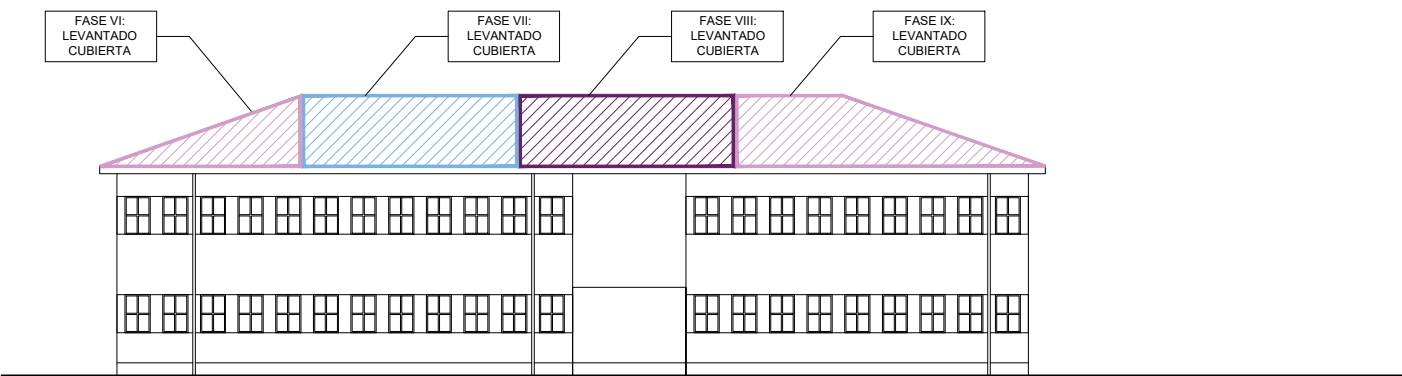 FASE VI:
LEVANTADO
CUBIERTA
FASE VII:
LEVANTADO
CUBIERTA
FASE VIII:
LEVANTADO
CUBIERTA
FASE IX:
LEVANTADO
CUBIERTA